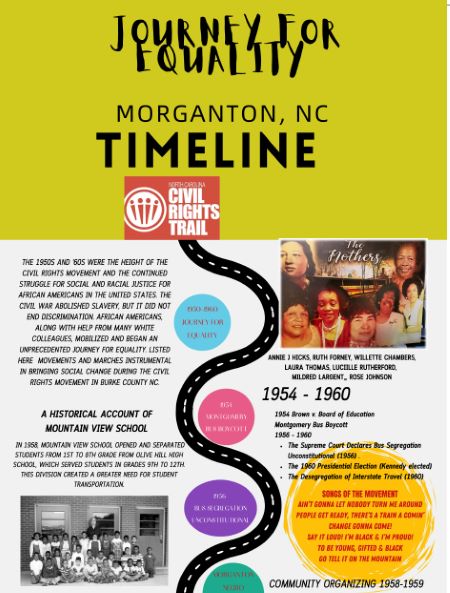 JOURNEY FOR
EQUALITY
MORGANTON, NC
TIMELINE
NORTH CAROLINA
CIVIL
RIGHTS
TRAIL
THE 1950S AND '60S WERE THE HEIGHT OF THE
CIVIL RIGHTS MOVEMENT AND THE CONTINUED
STRUGGLE FOR SOCIAL AND RACIAL JUSTICE FOR
AFRICAN AMERICANS IN THE UNITED STATES. THE
CIVIL WAR ABOLISHED SLAVERY, BUT IT DID NOT
END DISCRIMINATION. AFRICAN AMERICANS,
ALONG WITH HELP FROM MANY WHITE
COLLEAGUES, MOBILIZED AND BEGAN AN
UNPRECEDENTED JOURNEY FOR EQUALITY. LISTED
HERE MOVEMENTS AND MARCHES INSTRUMENTAL
IN BRINGING SOCIAL CHANGE DURING THE CIVIL
RIGHTS MOVEMENT IN BURKE COUNTY NC.
A HISTORICAL ACCOUNT OF
MOUNTAIN VIEW SCHOOL
IN 1958, MOUNTAIN VIEW SCHOOL OPENED AND SEPARATED
STUDENTS FROM 1ST TO 8TH GRADE FROM OLIVE HILL HIGH
SCHOOL, WHICH SERVED STUDENTS IN GRADES 9TH TO 12TH.
THIS DIVISION CREATED A GREATER NEED FOR STUDENT
TRANSPORTATION.
1950-1960
JOURNEY FOR
EQUALITY
1954
MONTGOMERY
BUS BOYCOTT
1956
BUS SEGREGATION
UNCONSTITUTIONAL
MORGANTON
NEGRO
The
Mothers
ANNIE J HICKS, RUTH FORNEY, WILLETTE CHAMBERS,
LAURA THOMAS, LUCILLE RUTHERFORD,
MILDRED LARGENT,, ROSE JOHNSON
1954 - 1960
1954 Brown v. Board of Education
Montgomery Bus Boycott
1956 - 1960
• The Supreme Court Declares Bus Segregation
Unconstitutional (1956) .
• The 1960 Presidential Election (Kennedy elected)
• The Desegregation of Interstate Travel (1960)
SONGS OF THE MOVEMENT
AIN'T GONNA LET NOBODY TURN ME AROUND
PEOPLE GET READY, THERE'S A TRAIN A COMIN'
CHANGE GONNA COME!
SAY IT LOUD! I'M BLACK & I'M PROUD!
TO BE YOUNG, GIFTED & BLACK
GO TELL IT ON THE MOUNTAIN
COMMUNITY ORGANIZING 1958-1959